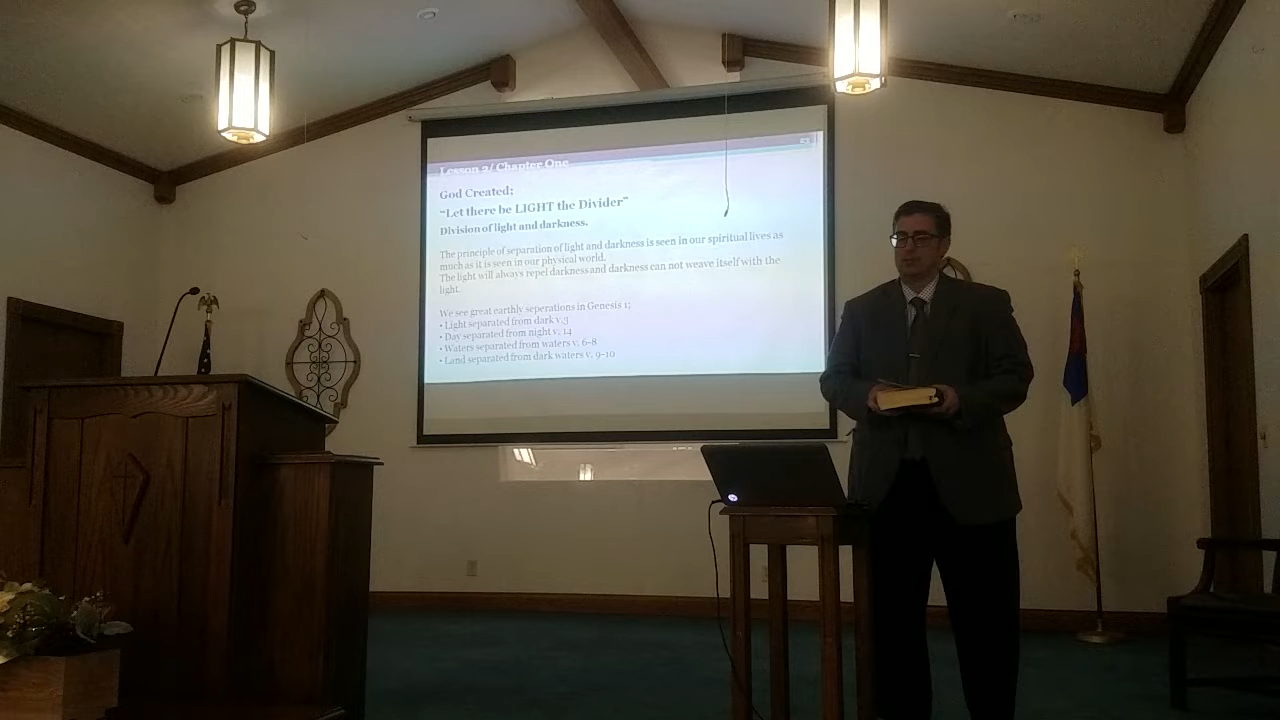 Lesson 2/ Chapter One
52
God Created:
“Let there be LIGHT the Divider”
Division of light and darkness.
The principle of separation of light and darkness is seen in our spiritual lives as
much as it is seen in our physical world.
The light will always repel darkness and darkness can not weave itself with the
light.
We see great earthly seperations in Genesis 1:
• Light separated from dark v.3
• Day separated from night v. 14
• Waters separated from waters v. 6-8
• Land separated from dark waters v. 9-10